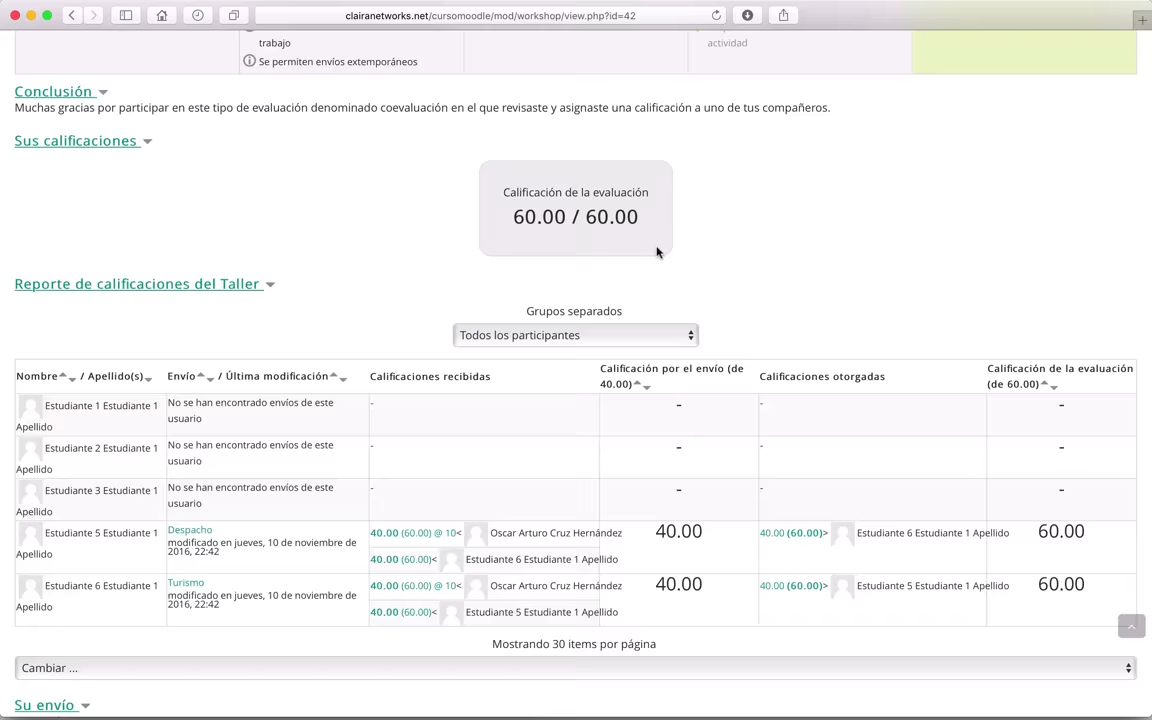 clairanetworks.net/cursomoodle/mod/workshop/view.php?id=42
trabajo
Se permiten envíos extemporáneos
actividad
Conclusión
Muchas gracias por participar en este tipo de evaluación denominado coevaluación en el que revisaste y asignaste una calificación a uno de tus compañeros.
Sus calificaciones
Calificación de la evaluación
60.00 / 60.00
Reporte de calificaciones del Taller
Grupos separados
Todos los participantes
Nombre / Apellido(s) Envío / Última modificación Calificaciones recibidas Calificación por el envío (de 40.00) Calificaciones otorgadas Calificación de la evaluación (de 60.00)
Estudiante 1 Estudiante 1 Apellido No se han encontrado envíos de este usuario - - - -
Estudiante 2 Estudiante 1 Apellido No se han encontrado envíos de este usuario - - - -
Estudiante 3 Estudiante 1 Apellido No se han encontrado envíos de este usuario - - - -
Estudiante 5 Estudiante 1 Apellido Despacho modificado en jueves, 10 de noviembre de 2016, 22:42 40.00 (60.00) @ 10< Oscar Arturo Cruz Hernández 40.00 40.00 (60.00)> Estudiante 6 Estudiante 1 Apellido 60.00
40.00 (60.00)< Estudiante 6 Estudiante 1 Apellido
Estudiante 6 Estudiante 1 Apellido Turismo modificado en jueves, 10 de noviembre de 2016, 22:42 40.00 (60.00) @ 10< Oscar Arturo Cruz Hernández 40.00 40.00 (60.00)> Estudiante 5 Estudiante 1 Apellido 60.00
40.00 (60.00)< Estudiante 5 Estudiante 1 Apellido
Mostrando 30 items por página
Cambiar ...
Su envío